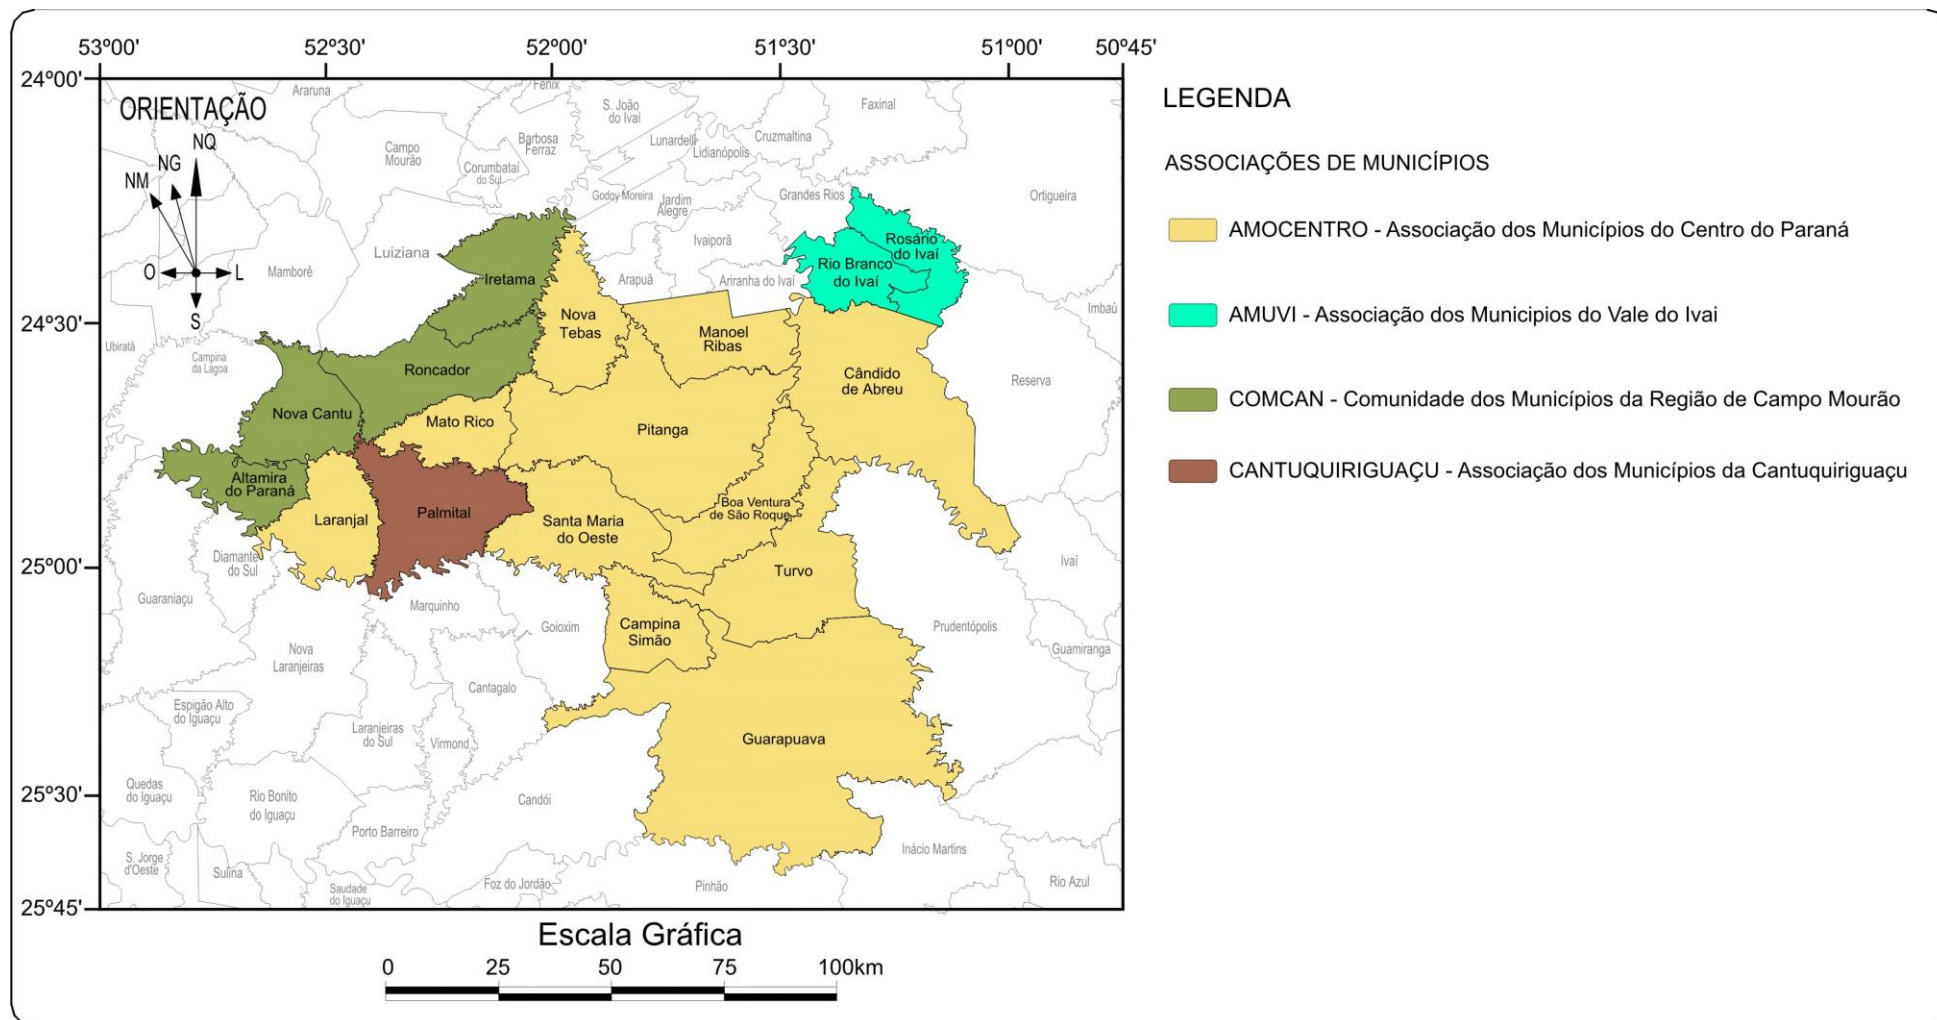 53º00'
52º30'
52º00'
51º30'
51º00'
50º45'
24º00'
24º30'
25º00'
25º30'
25º45'
ORIENTAÇÃO
NQ
NG
NM
O
L
S
Araruna
Fênix
S. João
do Ivaí
Faxinal
Campo
Mourão
Barbosa
Ferraz
Corumbataí
do Sul
Lunardelli
Lidianópolis
Cruzmaltina
Godoy Moreira
Jardim
Alegre
Grandes Rios
Ortigueira
Luiziana
Mamborê
Ivaiporã
Arapuã
Ariranha do Ivaí
Rosário
do Ivaí
Rio Branco
do Ivaí
Iretama
Nova
Tebas
Manoel
Ribas
Imbaú
Ubiratã
Campina
da Lagoa
Roncador
Cândido
de Abreu
Reserva
Nova Cantu
Mato Rico
Pitanga
Altamira
do Paraná
Laranjal
Palmital
Santa Maria
do Oeste
Boa Ventura
de São Roque
Diamante
do Sul
Turvo
Ivaí
Guaraniaçu
Marquinho
Goioxim
Campina
Simão
Prudentópolis
Guamiranga
Nova
Laranjeiras
Cantagalo
Espigão Alto
do Iguaçu
Laranjeiras
do Sul
Virmond
Guarapuava
Quedas
do Iguaçu
Rio Bonito
do Iguaçu
Candói
Porto Barreiro
Inácio Martins
S. Jorge
d'Oeste
Sulina
Saudade
do Iguaçu
Foz do Jordão
Pinhão
Rio Azul
Escala Gráfica
0 25 50 75 100km
LEGENDA
ASSOCIAÇÕES DE MUNICÍPIOS
AMOCENTRO - Associação dos Municípios do Centro do Paraná
AMUVI - Associação dos Municipios do Vale do Ivai
COMCAN - Comunidade dos Municípios da Região de Campo Mourão
CANTUQUIRIGUAÇU - Associação dos Municípios da Cantuquiriguaçu